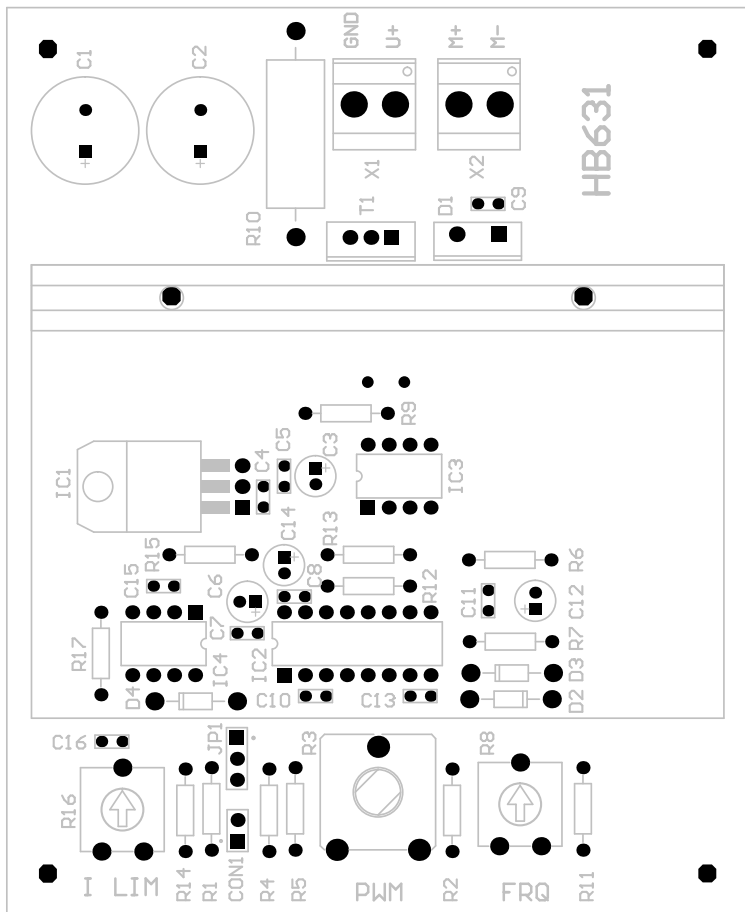 GND U+ M+ M-
C1 C2
HB631
X1 X2
R10 T1 D1 C9
R9
IC1 C4 C5 C3 IC3
C14
R15 R13 R6
C15 C6 C8 R12 C11 C12
R17 C7 R7
IC4 IC2 D3
D4 C10 C13 D2
C16 JP1 R3 R8
R16
R14 R1 CON1 R4 R5 R2 R11
I LIM PWM FRQ